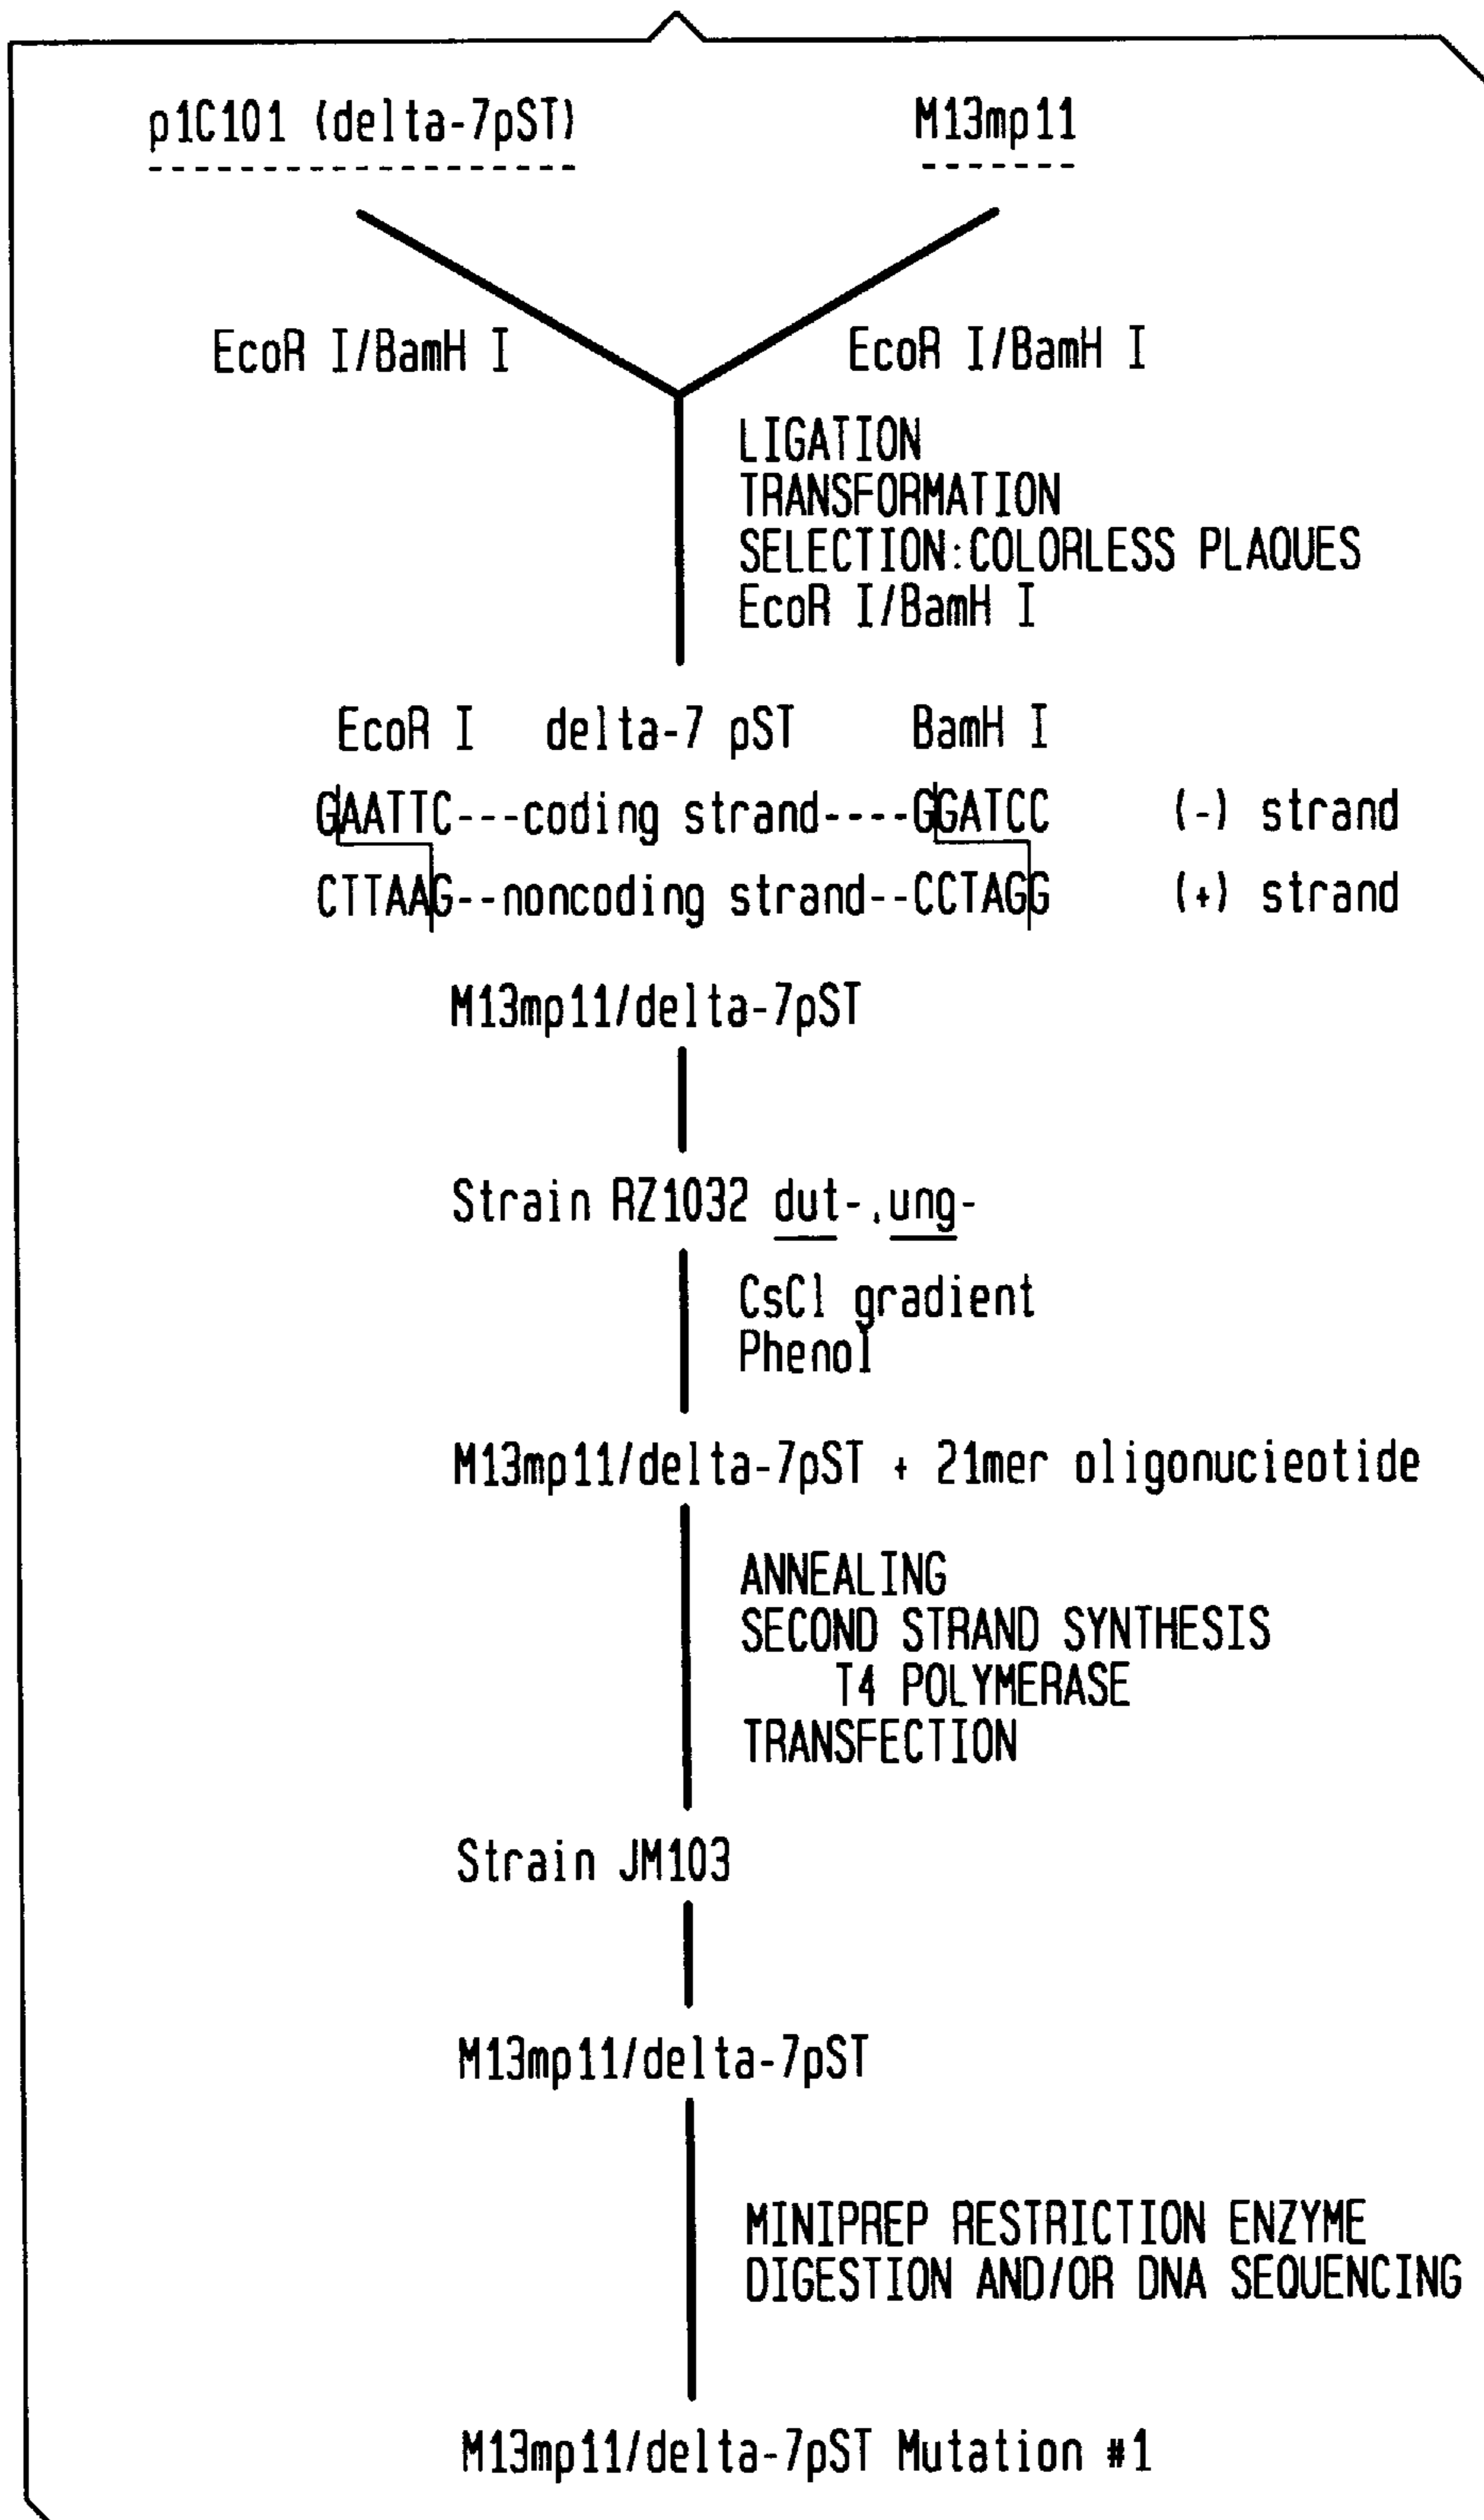 p1C101 (delta-7pST) M13mp11
EcoR I/BamH I EcoR I/BamH I
LIGATION
TRANSFORMATION
SELECTION:COLORLESS PLAQUES
EcoR I/BamH I
EcoR I delta-7 pST BamH I
GAATTC---coding strand----GGATCC (-) strand
CTTAAG--noncoding strand--CCTAGG (+) strand
M13mp11/delta-7pST
Strain RZ1032 dut-,ung-
CsCl gradient
Phenol
M13mp11/delta-7pST + 21mer oligonucieotide
ANNEALING
SECOND STRAND SYNTHESIS
T4 POLYMERASE
TRANSFECTION
Strain JM103
M13mp11/delta-7pST
MINIPREP RESTRICTION ENZYME
DIGESTION AND/OR DNA SEQUENCING
M13mp11/delta-7pST Mutation #1